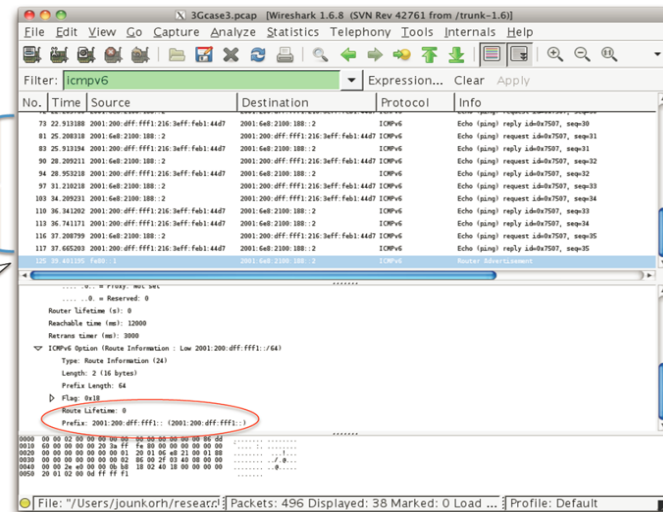 3Gcase3.pcap [Wireshark 1.6.8 (SVN Rev 42761 from /trunk-1.6)]
File Edit View Go Capture Analyze Statistics Telephony Tools Internals Help
Filter: icmpv6 Expression... Clear Apply
No. Time Source Destination Protocol Info
73 22.913188 2001:6e8:2100:188::2 2001:200:dff:fff1:216:3eff:feb1:44d7 ICMPv6 Echo (ping) reply id=0x7507, seq=30
81 25.208318 2001:200:dff:fff1:216:3eff:feb1:44d7 2001:6e8:2100:188::2 ICMPv6 Echo (ping) request id=0x7507, seq=31
83 25.913194 2001:6e8:2100:188::2 2001:200:dff:fff1:216:3eff:feb1:44d7 ICMPv6 Echo (ping) reply id=0x7507, seq=31
90 28.209211 2001:200:dff:fff1:216:3eff:feb1:44d7 2001:6e8:2100:188::2 ICMPv6 Echo (ping) request id=0x7507, seq=32
94 28.953218 2001:6e8:2100:188::2 2001:200:dff:fff1:216:3eff:feb1:44d7 ICMPv6 Echo (ping) reply id=0x7507, seq=32
97 31.210218 2001:200:dff:fff1:216:3eff:feb1:44d7 2001:6e8:2100:188::2 ICMPv6 Echo (ping) request id=0x7507, seq=33
103 34.209231 2001:200:dff:fff1:216:3eff:feb1:44d7 2001:6e8:2100:188::2 ICMPv6 Echo (ping) request id=0x7507, seq=34
110 36.341202 2001:6e8:2100:188::2 2001:200:dff:fff1:216:3eff:feb1:44d7 ICMPv6 Echo (ping) reply id=0x7507, seq=33
113 36.741171 2001:6e8:2100:188::2 2001:200:dff:fff1:216:3eff:feb1:44d7 ICMPv6 Echo (ping) reply id=0x7507, seq=34
116 37.208799 2001:200:dff:fff1:216:3eff:feb1:44d7 2001:6e8:2100:188::2 ICMPv6 Echo (ping) request id=0x7507, seq=35
117 37.665203 2001:6e8:2100:188::2 2001:200:dff:fff1:216:3eff:feb1:44d7 ICMPv6 Echo (ping) reply id=0x7507, seq=35
fe80::1 2001:6e8:2100:188::2 ICMPv6 Router Advertisement
.... .0.. = Proxy: Not set
.... ..0. = Reserved: 0
Router lifetime (s): 0
Reachable time (ms): 12000
Retrans timer (ms): 3000
ICMPv6 Option (Route Information : Low 2001:200:dff:fff1::/64)
Type: Route Information (24)
Length: 2 (16 bytes)
Prefix Length: 64
Flag: 0x18
Route Lifetime: 0
Prefix: 2001:200:dff:fff1:: (2001:200:dff:fff1::)
File: "/Users/jounkorh/resear... Packets: 496 Displayed: 38 Marked: 0 Load ... Profile: Default